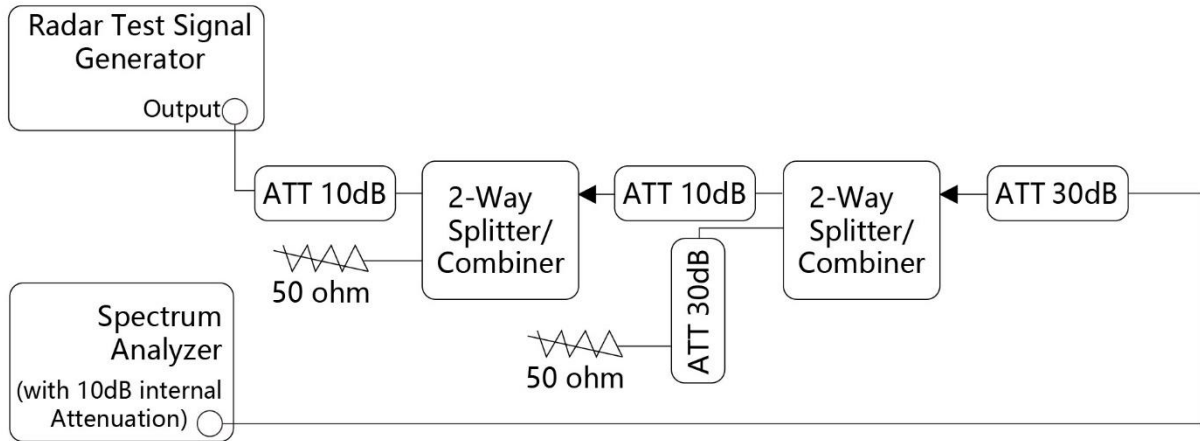 Radar Test Signal
Generator
Output
ATT 10dB
2-Way
Splitter/
Combiner
ATT 10dB
2-Way
Splitter/
Combiner
ATT 30dB
50 ohm
ATT 30dB
50 ohm
Spectrum
Analyzer
(with 10dB internal
Attenuation)